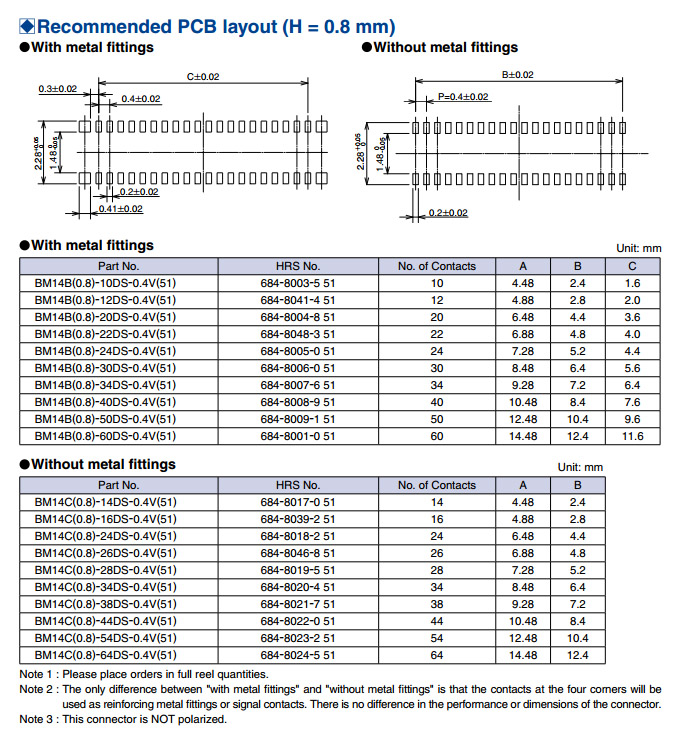 Recommended PCB layout (H = 0.8 mm)
●With metal fittings
●Without metal fittings
C±0.02
0.3±0.02
0.4±0.02
2.28+0.05 0
1.48 0 -0.05
0.2±0.02
0.41±0.02
B±0.02
P=0.4±0.02
2.28+0.05 0
1.48 0 -0.05
0.2±0.02
●With metal fittings
Unit: mm
Part No. HRS No. No. of Contacts A B C
BM14B(0.8)-10DS-0.4V(51) 684-8003-5 51 10 4.48 2.4 1.6
BM14B(0.8)-12DS-0.4V(51) 684-8041-4 51 12 4.88 2.8 2.0
BM14B(0.8)-20DS-0.4V(51) 684-8004-8 51 20 6.48 4.4 3.6
BM14B(0.8)-22DS-0.4V(51) 684-8048-3 51 22 6.88 4.8 4.0
BM14B(0.8)-24DS-0.4V(51) 684-8005-0 51 24 7.28 5.2 4.4
BM14B(0.8)-30DS-0.4V(51) 684-8006-0 51 30 8.48 6.4 5.6
BM14B(0.8)-34DS-0.4V(51) 684-8007-6 51 34 9.28 7.2 6.4
BM14B(0.8)-40DS-0.4V(51) 684-8008-9 51 40 10.48 8.4 7.6
BM14B(0.8)-50DS-0.4V(51) 684-8009-1 51 50 12.48 10.4 9.6
BM14B(0.8)-60DS-0.4V(51) 684-8001-0 51 60 14.48 12.4 11.6
●Without metal fittings
Unit: mm
Part No. HRS No. No. of Contacts A B
BM14C(0.8)-14DS-0.4V(51) 684-8017-0 51 14 4.48 2.4
BM14C(0.8)-16DS-0.4V(51) 684-8039-2 51 16 4.88 2.8
BM14C(0.8)-24DS-0.4V(51) 684-8018-2 51 24 6.48 4.4
BM14C(0.8)-26DS-0.4V(51) 684-8046-8 51 26 6.88 4.8
BM14C(0.8)-28DS-0.4V(51) 684-8019-5 51 28 7.28 5.2
BM14C(0.8)-34DS-0.4V(51) 684-8020-4 51 34 8.48 6.4
BM14C(0.8)-38DS-0.4V(51) 684-8021-7 51 38 9.28 7.2
BM14C(0.8)-44DS-0.4V(51) 684-8022-0 51 44 10.48 8.4
BM14C(0.8)-54DS-0.4V(51) 684-8023-2 51 54 12.48 10.4
BM14C(0.8)-64DS-0.4V(51) 684-8024-5 51 64 14.48 12.4
Note 1 : Please place orders in full reel quantities.
Note 2 : The only difference between "with metal fittings" and "without metal fittings" is that the contacts at the four corners will be
used as reinforcing metal fittings or signal contacts. There is no difference in the performance or dimensions of the connector.
Note 3 : This connector is NOT polarized.